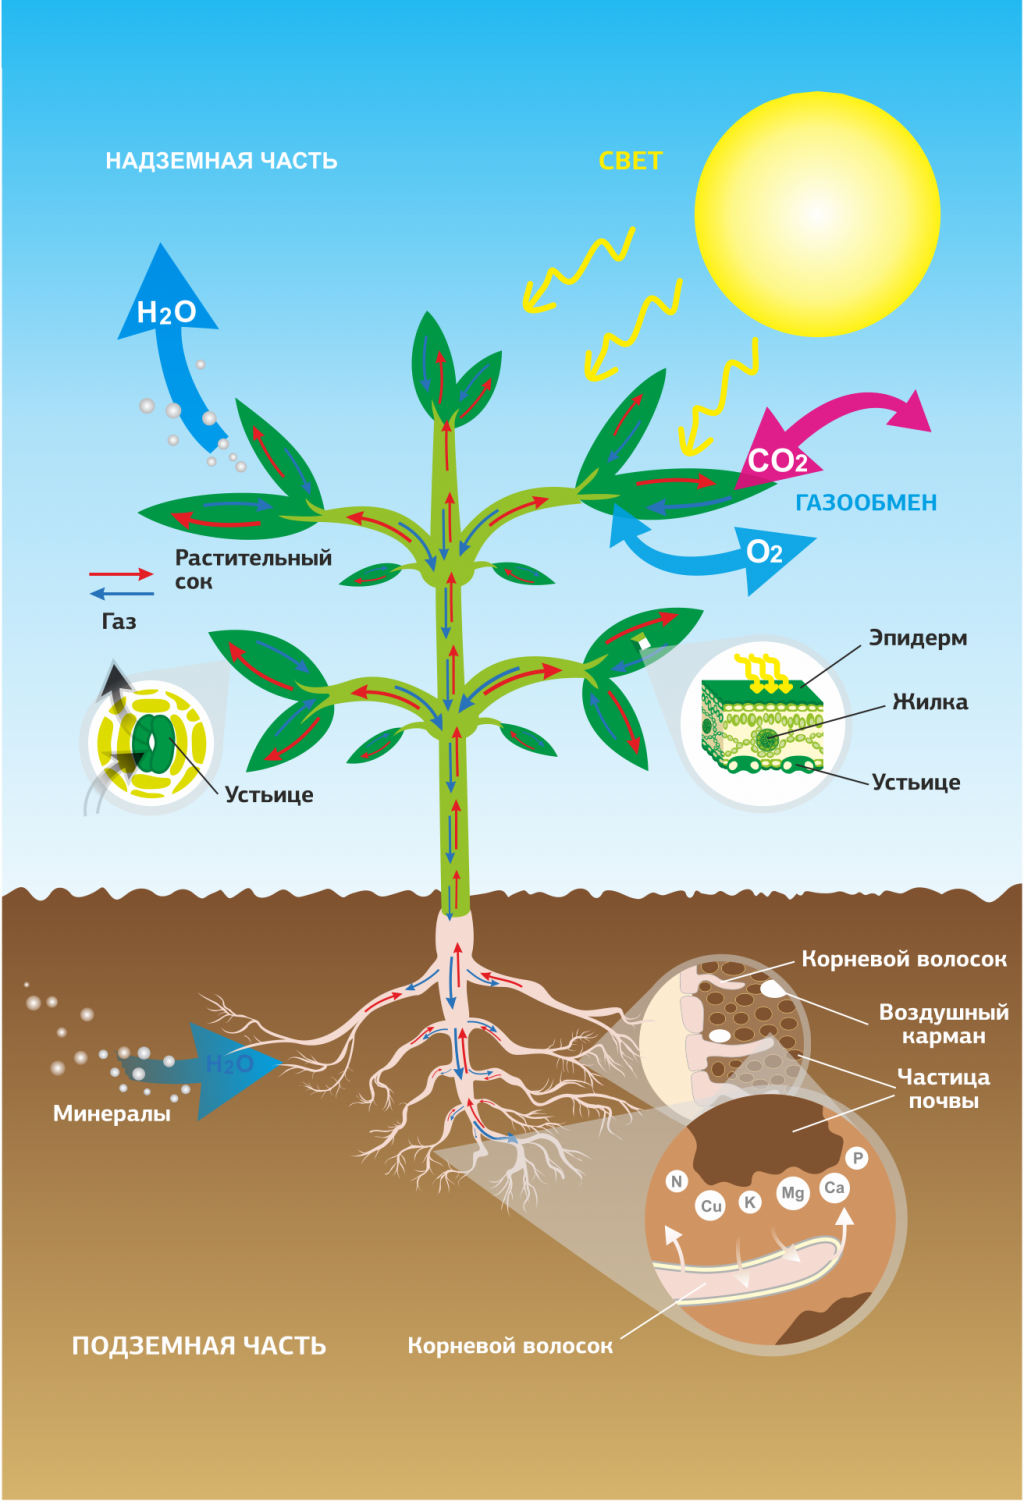 НАДЗЕМНАЯ ЧАСТЬ
СВЕТ
H2O
CO2
ГАЗООБМЕН
O2
Растительный
сок
Газ
Эпидерм
Жилка
Устьице
Устьице
Корневой волосок
Воздушный
карман
H2O
Частица
почвы
Минералы
P
N
Cu
K
Mg
Ca
ПОДЗЕМНАЯ ЧАСТЬ
Корневой волосок